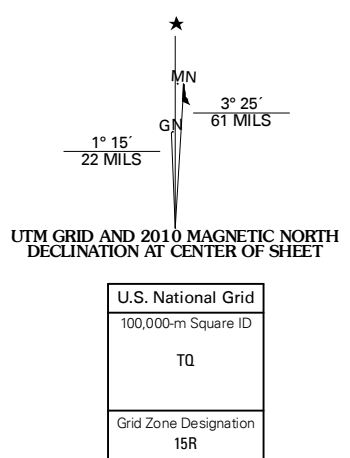 MN
3° 25´
61 MILS
GN
1° 15´
22 MILS
UTM GRID AND 2010 MAGNETIC NORTH
DECLINATION AT CENTER OF SHEET
U.S. National Grid
100,000-m Square ID
TQ
Grid Zone Designation
15R